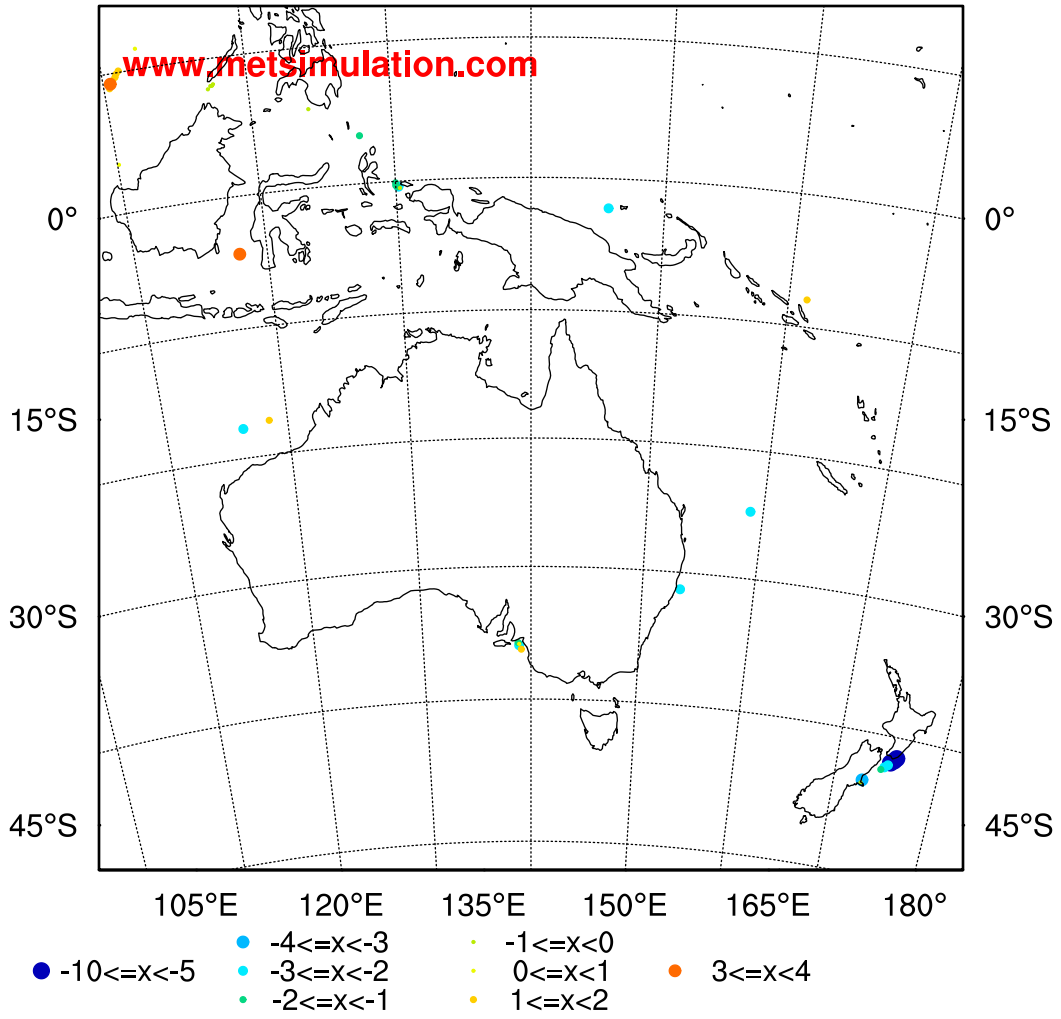 www.metsimulation.com
0° 0°
15°S 15°S
30°S 30°S
45°S 45°S
105°E 120°E 135°E 150°E 165°E 180°
-4<=x<-3 -1<=x<0
-10<=x<-5 -3<=x<-2 0<=x<1 3<=x<4
-2<=x<-1 1<=x<2